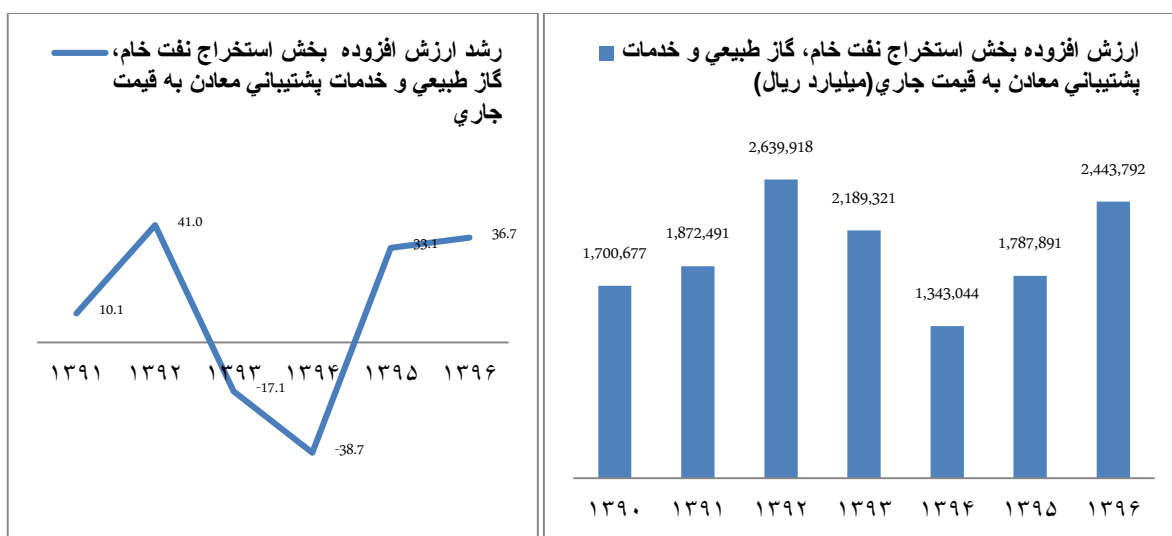 ارزش افزوده بخش استخراج نفت خام، گاز طبيعي و خدمات
پشتيباني معادن به قيمت جاري(ميليارد ريال)
2,639,918
2,443,792
2,189,321
1,872,491
1,787,891
1,700,677
1,343,044
۱۳۹۰ ۱۳۹۱ ۱۳۹۲ ۱۳۹۳ ۱۳۹۴ ۱۳۹۵ ۱۳۹۶
رشد ارزش افزوده بخش استخراج نفت خام،
گاز طبيعي و خدمات پشتيباني معادن به قيمت
جاري
41.0
36.7
33.1
10.1
۱۳۹۱ ۱۳۹۲ ۱۳۹۳ ۱۳۹۴ ۱۳۹۵ ۱۳۹۶
-17.1
-38.7